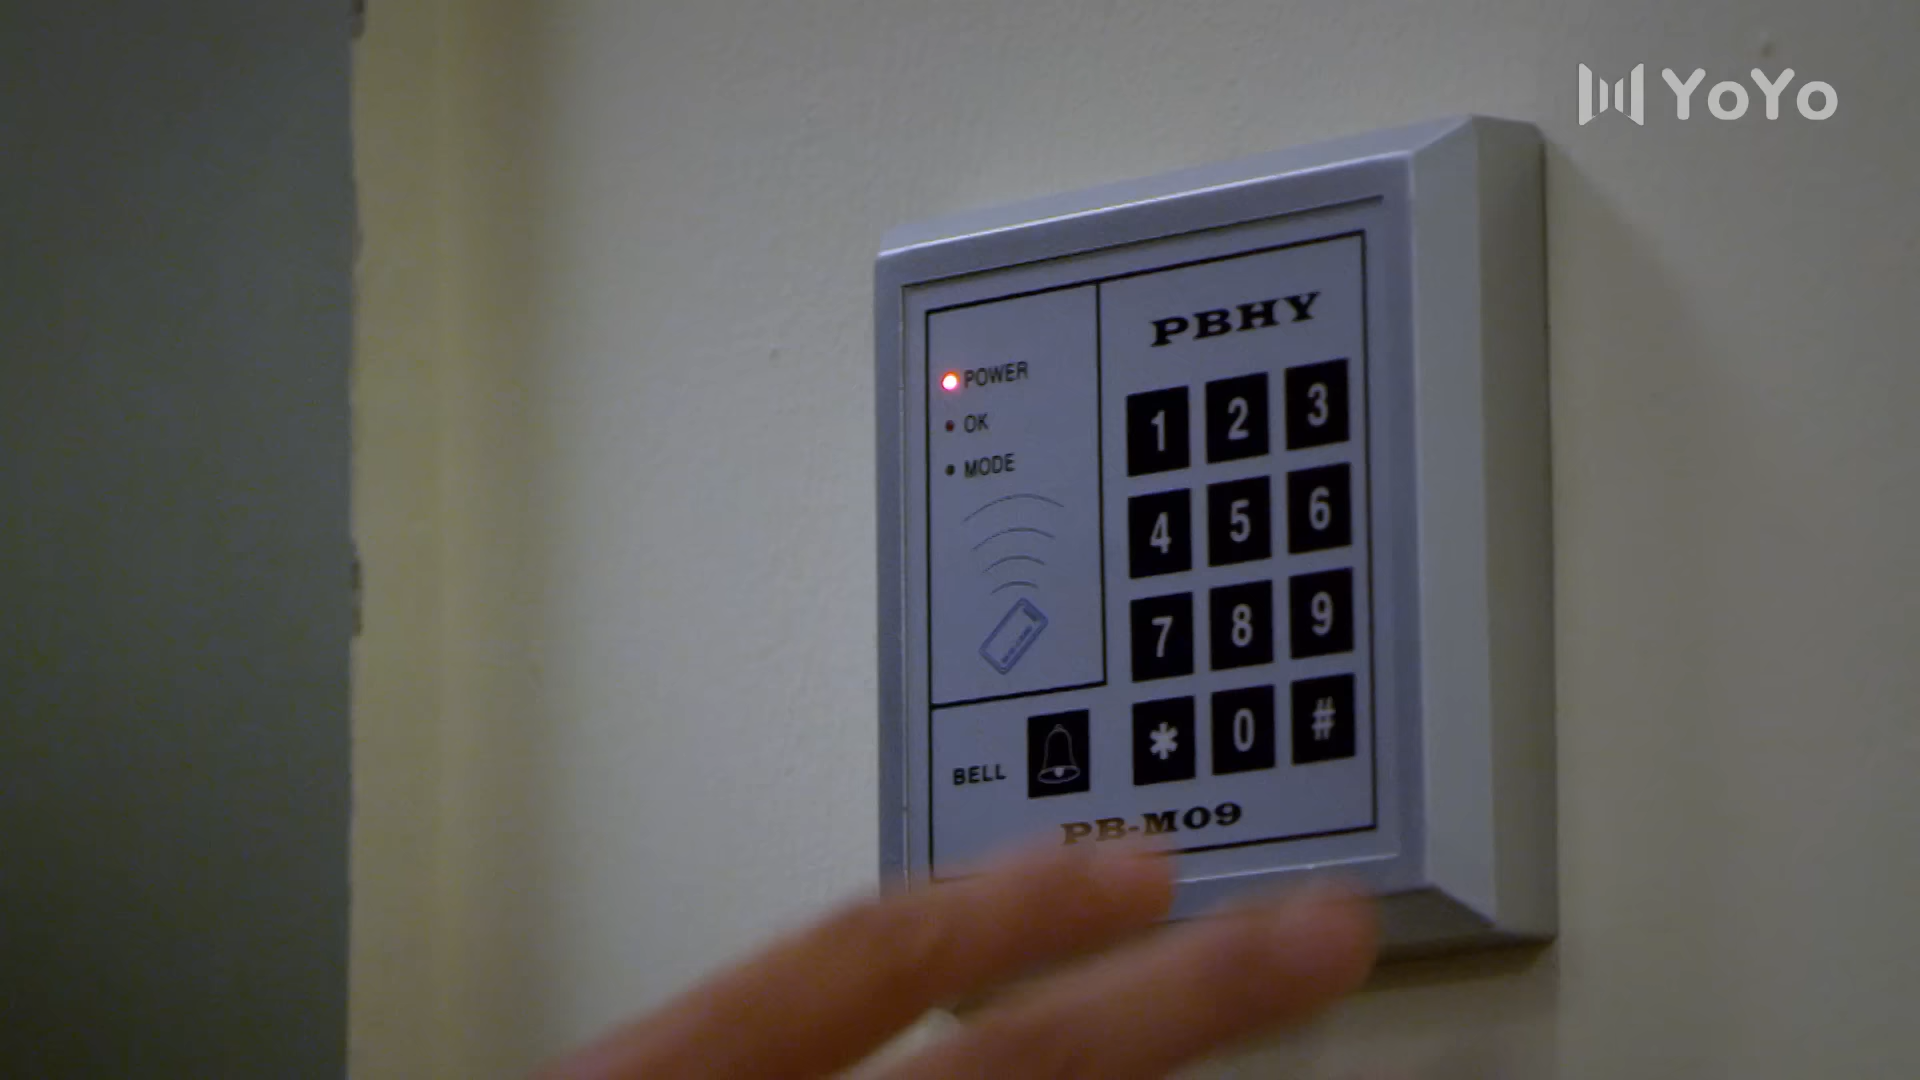 YoYo
PBHY
POWER
OK
MODE
1 2 3
4 5 6
7 8 9
* 0 #
BELL
PB-M09